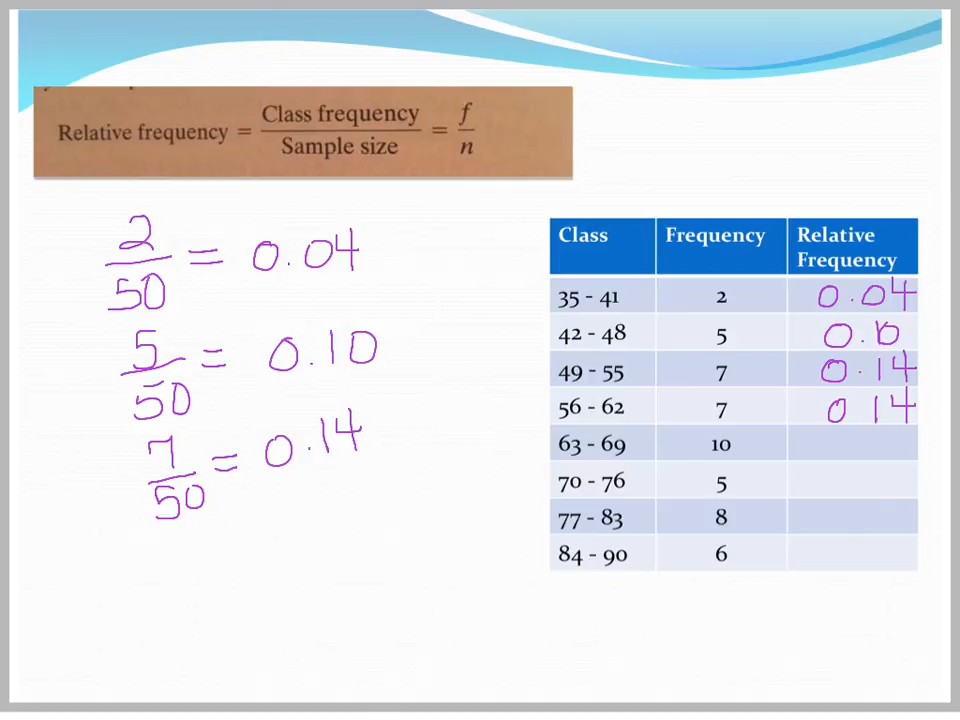 Relative frequency = Class frequency / Sample size = f / n
2/50 = 0.04
5/50 = 0.10
7/50 = 0.14
Class Frequency Relative Frequency
35 - 41 2 0.04
42 - 48 5 0.10
49 - 55 7 0.14
56 - 62 7 0 14
63 - 69 10
70 - 76 5
77 - 83 8
84 - 90 6